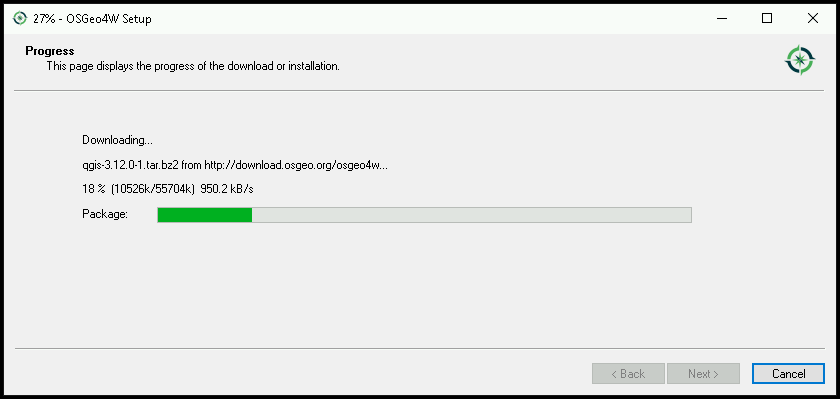 27% - OSGeo4W Setup
Progress
This page displays the progress of the download or installation.
Downloading...
qgis-3.12.0-1.tar.bz2 from http://download.osgeo.org/osgeo4w...
18 % (10526k/55704k) 950.2 kB/s
Package:
< Back Next > Cancel